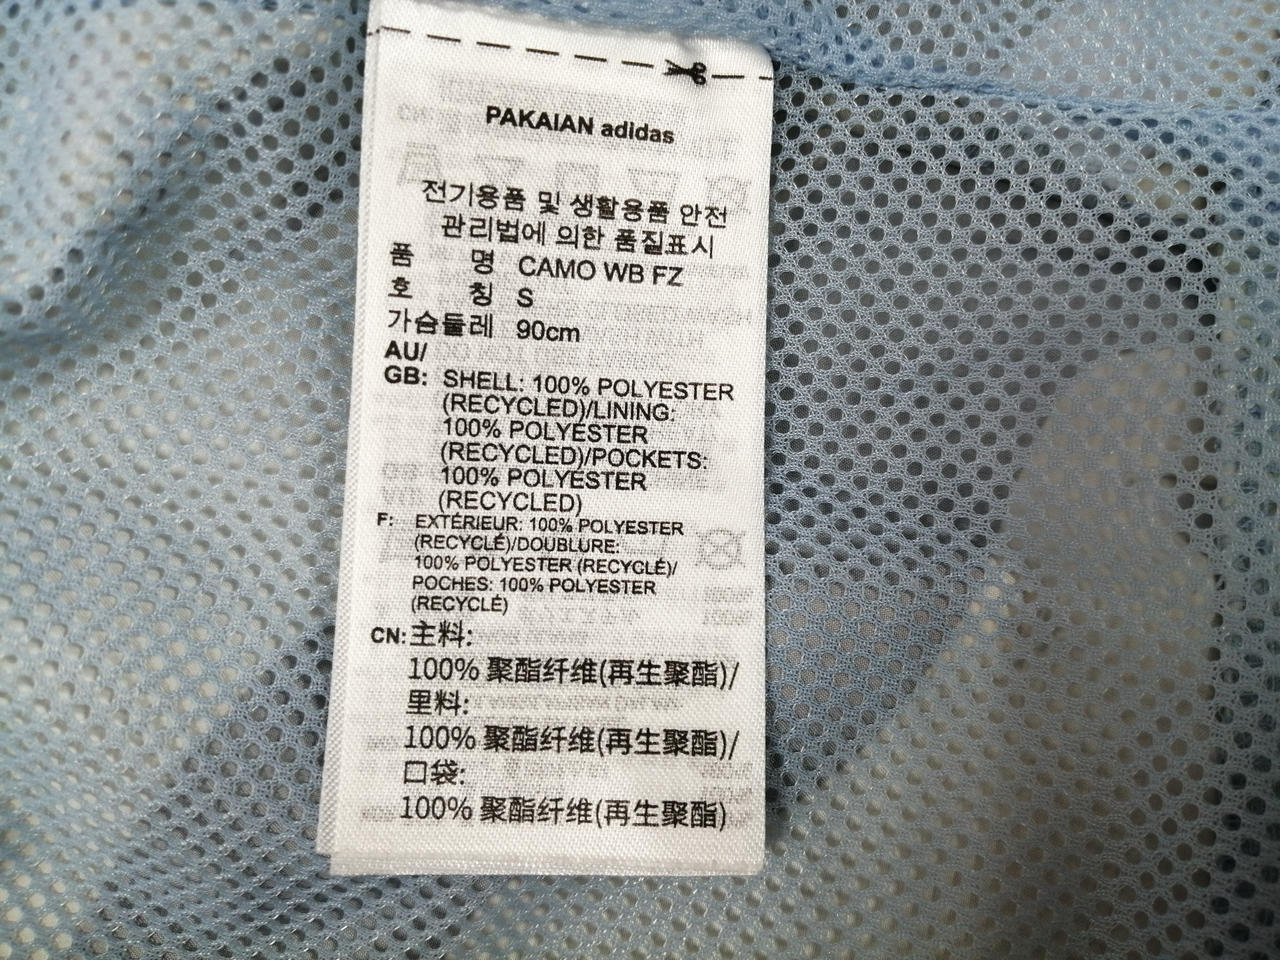 PAKAIAN adidas
전기용품 및 생활용품 안전
관리법에 의한 품질표시
품 명 CAMO WB FZ
호 칭 S
가슴둘레 90cm
AU/
GB: SHELL: 100% POLYESTER
(RECYCLED)/LINING:
100% POLYESTER
(RECYCLED)/POCKETS:
100% POLYESTER
(RECYCLED)
F: EXTÉRIEUR: 100% POLYESTER
(RECYCLÉ)/DOUBLURE:
100% POLYESTER (RECYCLÉ)/
POCHES: 100% POLYESTER
(RECYCLÉ)
CN: 主料:
100% 聚酯纤维(再生聚酯)/
里料:
100% 聚酯纤维(再生聚酯)/
口袋:
100% 聚酯纤维(再生聚酯)